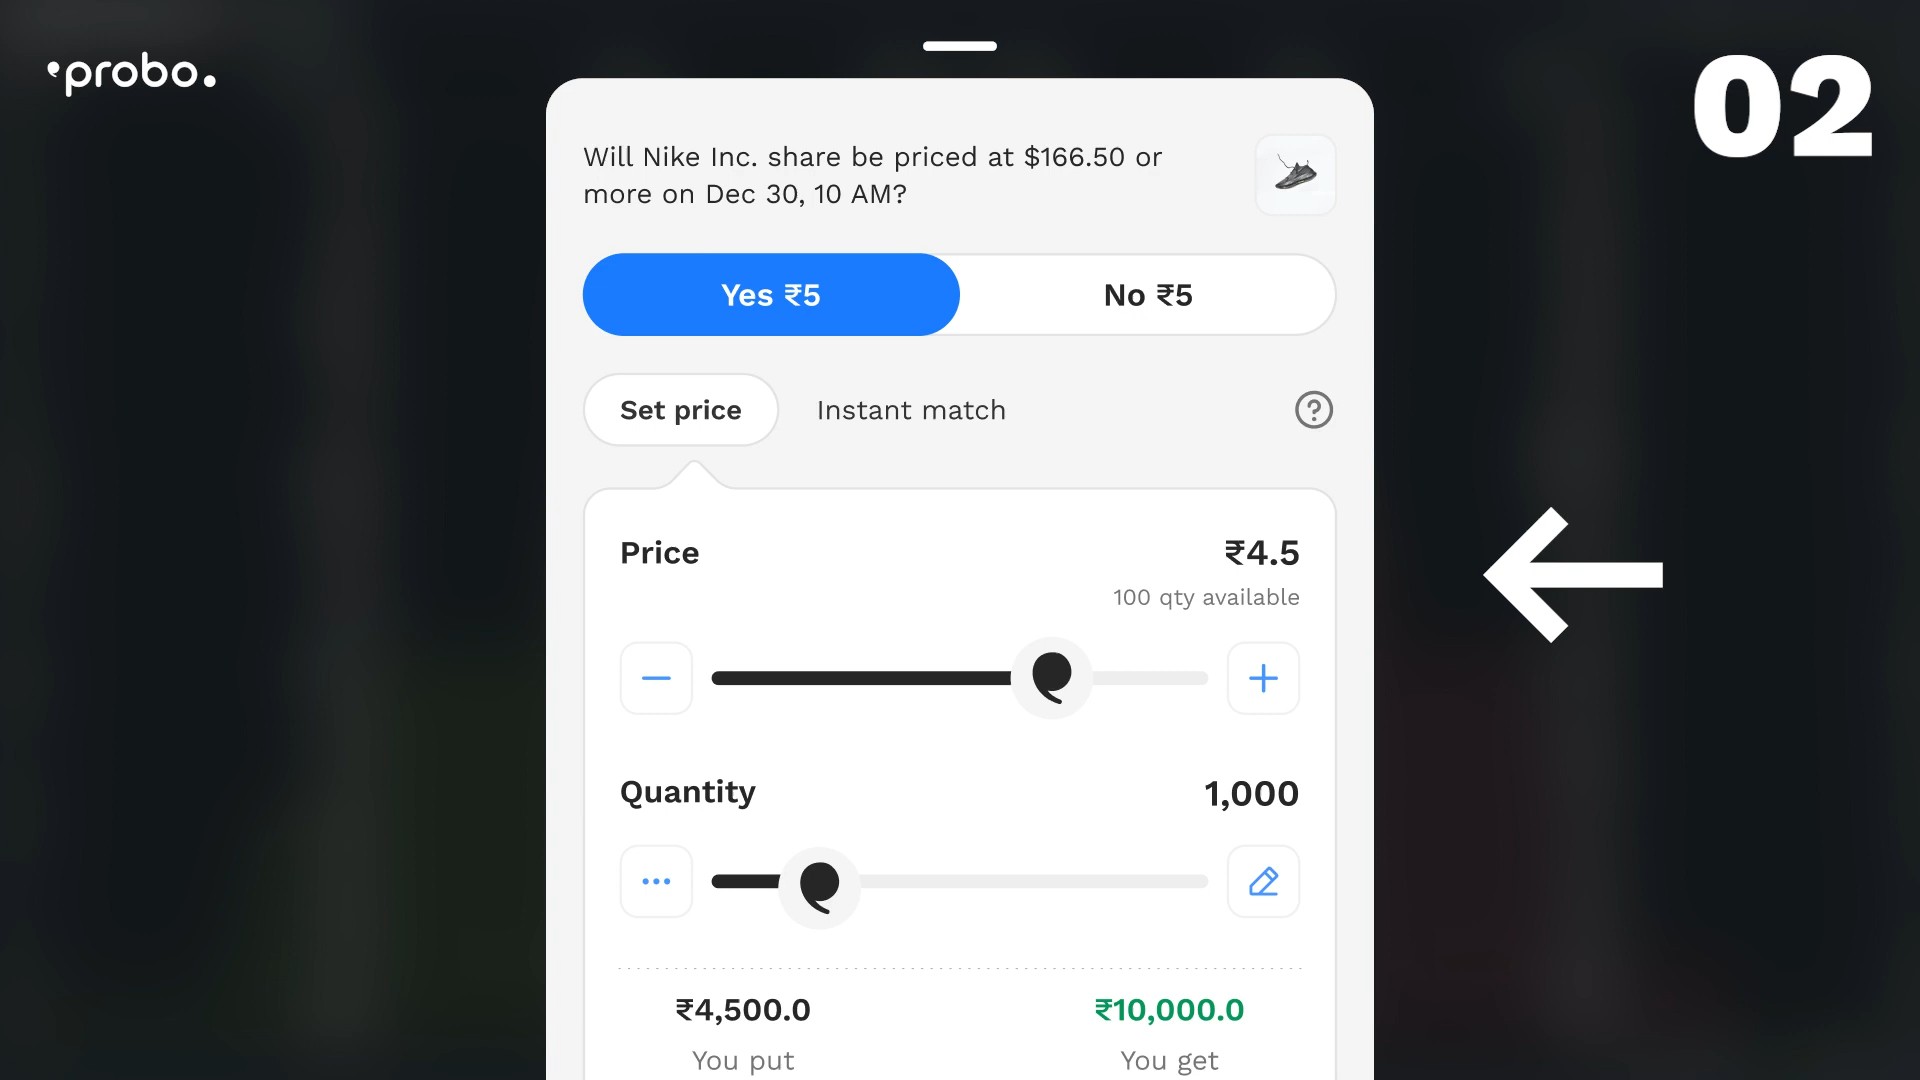 probo.
02
Will Nike Inc. share be priced at $166.50 or
more on Dec 30, 10 AM?
Yes ₹5
No ₹5
Set price
Instant match
?
Price
₹4.5
100 qty available
Quantity
1,000
₹4,500.0
₹10,000.0
You put
You get